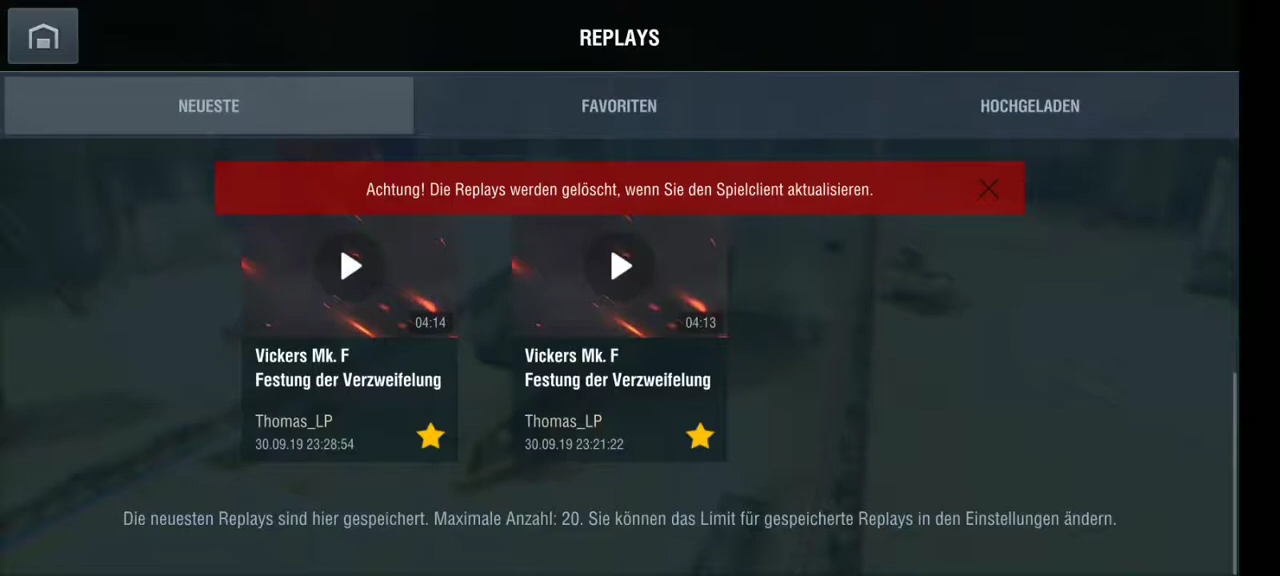 REPLAYS
NEUESTE
FAVORITEN
HOCHGELADEN
Achtung! Die Replays werden gelöscht, wenn Sie den Spielclient aktualisieren.
04:14
Vickers Mk. F
Festung der Verzweifelung
Thomas_LP
30.09.19 23:28:54
04:13
Vickers Mk. F
Festung der Verzweifelung
Thomas_LP
30.09.19 23:21:22
Die neuesten Replays sind hier gespeichert. Maximale Anzahl: 20. Sie können das Limit für gespeicherte Replays in den Einstellungen ändern.